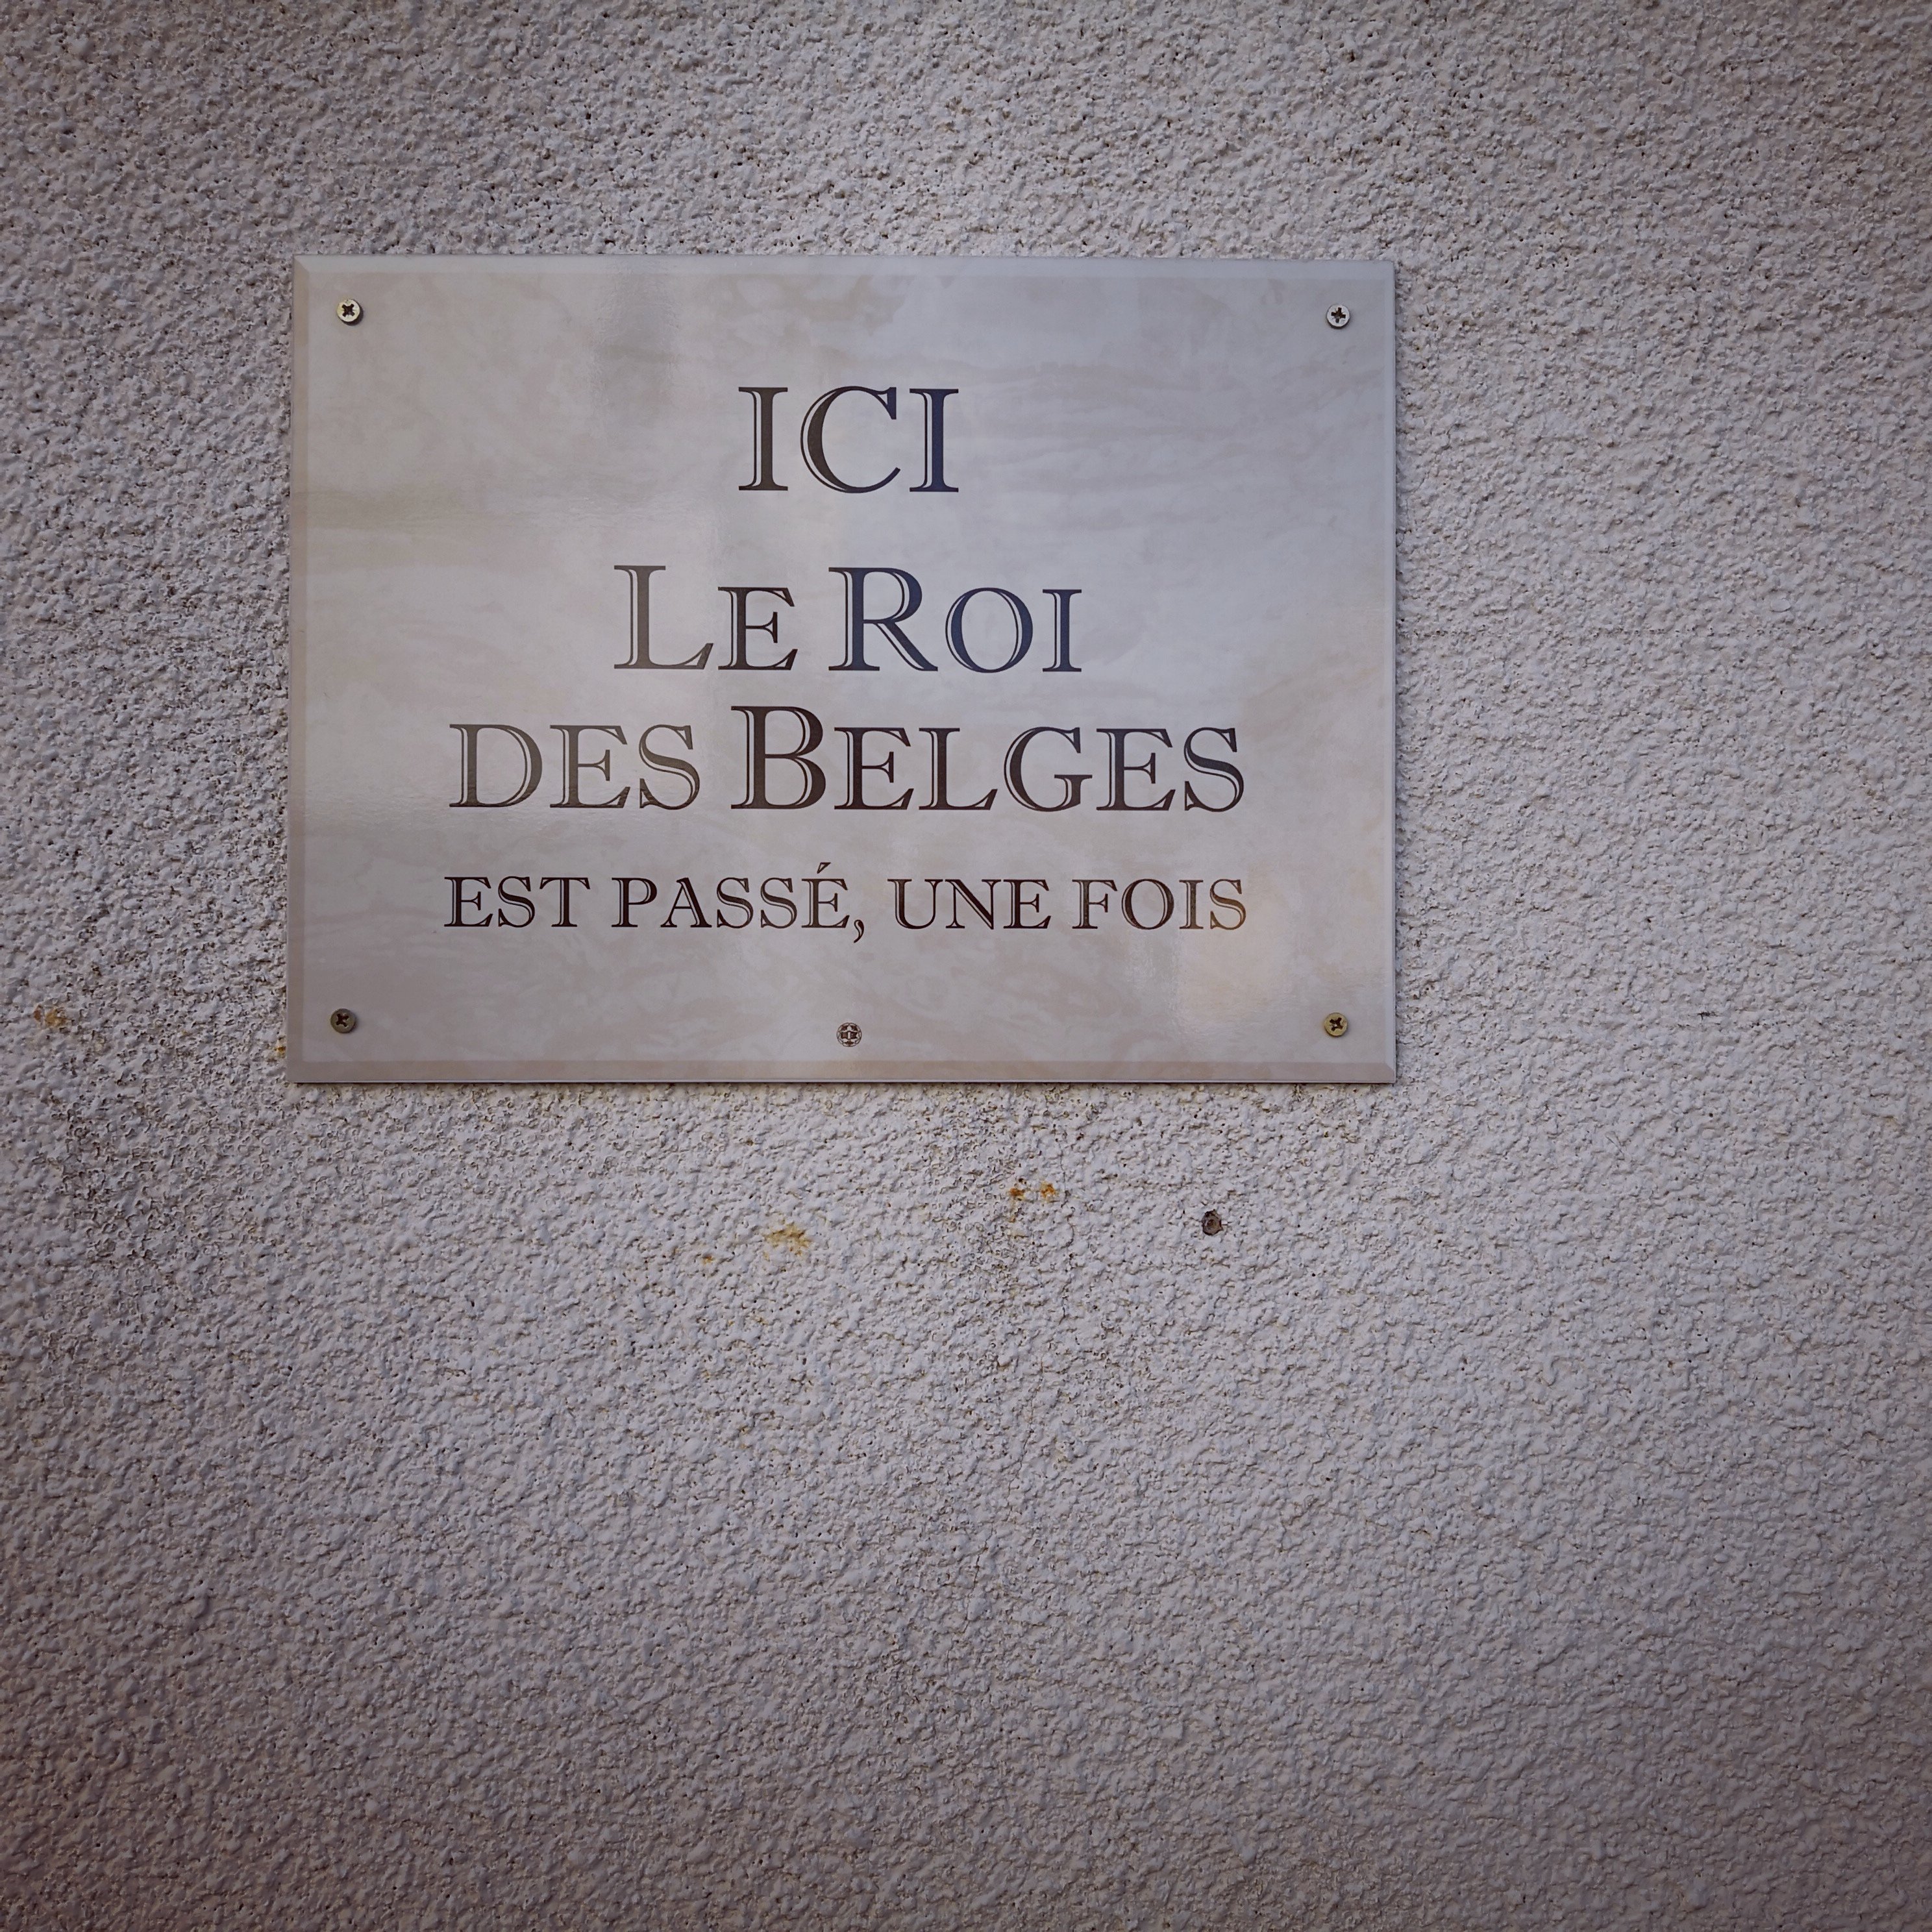 ICI
LE ROI
DES BELGES
EST PASSÉ, UNE FOIS